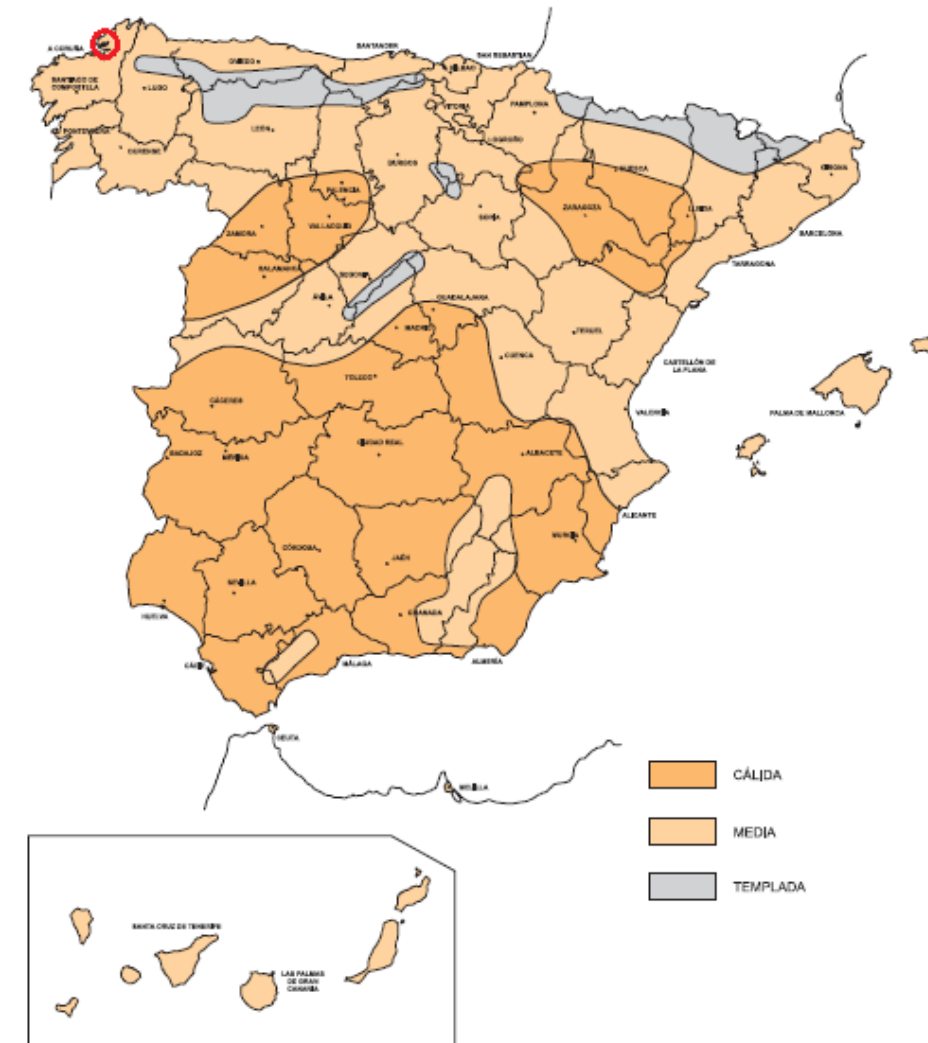 A CORUÑA
SANTANDER
SAN SEBASTIAN
OVIEDO
BILBAO
SANTIAGO DE
COMPOSTELA
LUGO
VITORIA
PAMPLONA
PONTEVEDRA
LEÓN
LOGROÑO
OURENSE
BURGOS
HUESCA
GIRONA
PALENCIA
ZARAGOZA
LLEIDA
ZAMORA
VALLADOLID
SORIA
BARCELONA
TARRAGONA
SALAMANCA
SEGOVIA
ÁVILA
GUADALAJARA
MADRID
TERUEL
CUENCA
CASTELLÓN DE
LA PLANA
TOLEDO
CÁCERES
VALENCIA
PALMA DE MALLORCA
CIUDAD REAL
BADAJOZ
MÉRIDA
ALBACETE
ALICANTE
MURCIA
CÓRDOBA
JAÉN
SEVILLA
HUELVA
GRANADA
CÁDIZ
MÁLAGA
ALMERÍA
CEUTA
MELILLA
CÁLIDA
MEDIA
TEMPLADA
SANTA CRUZ DE TENERIFE
LAS PALMAS
DE GRAN
CANARIA